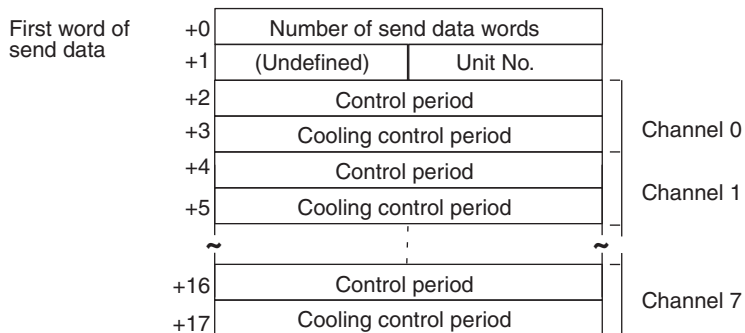 First word of
send data
+0 Number of send data words
+1 (Undefined) Unit No.
+2 Control period
+3 Cooling control period
Channel 0
+4 Control period
+5 Cooling control period
Channel 1
~ ~
+16 Control period
+17 Cooling control period
Channel 7